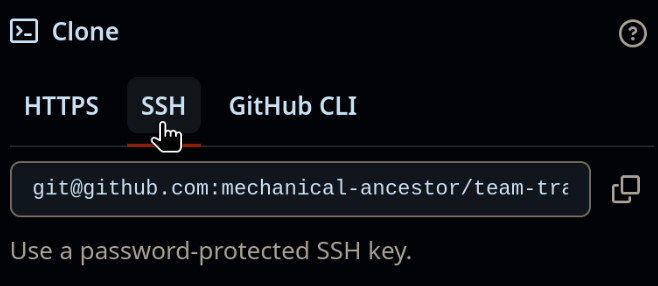 Clone
HTTPS SSH GitHub CLI
git@github.com:mechanical-ancestor/team-tra
Use a password-protected SSH key.